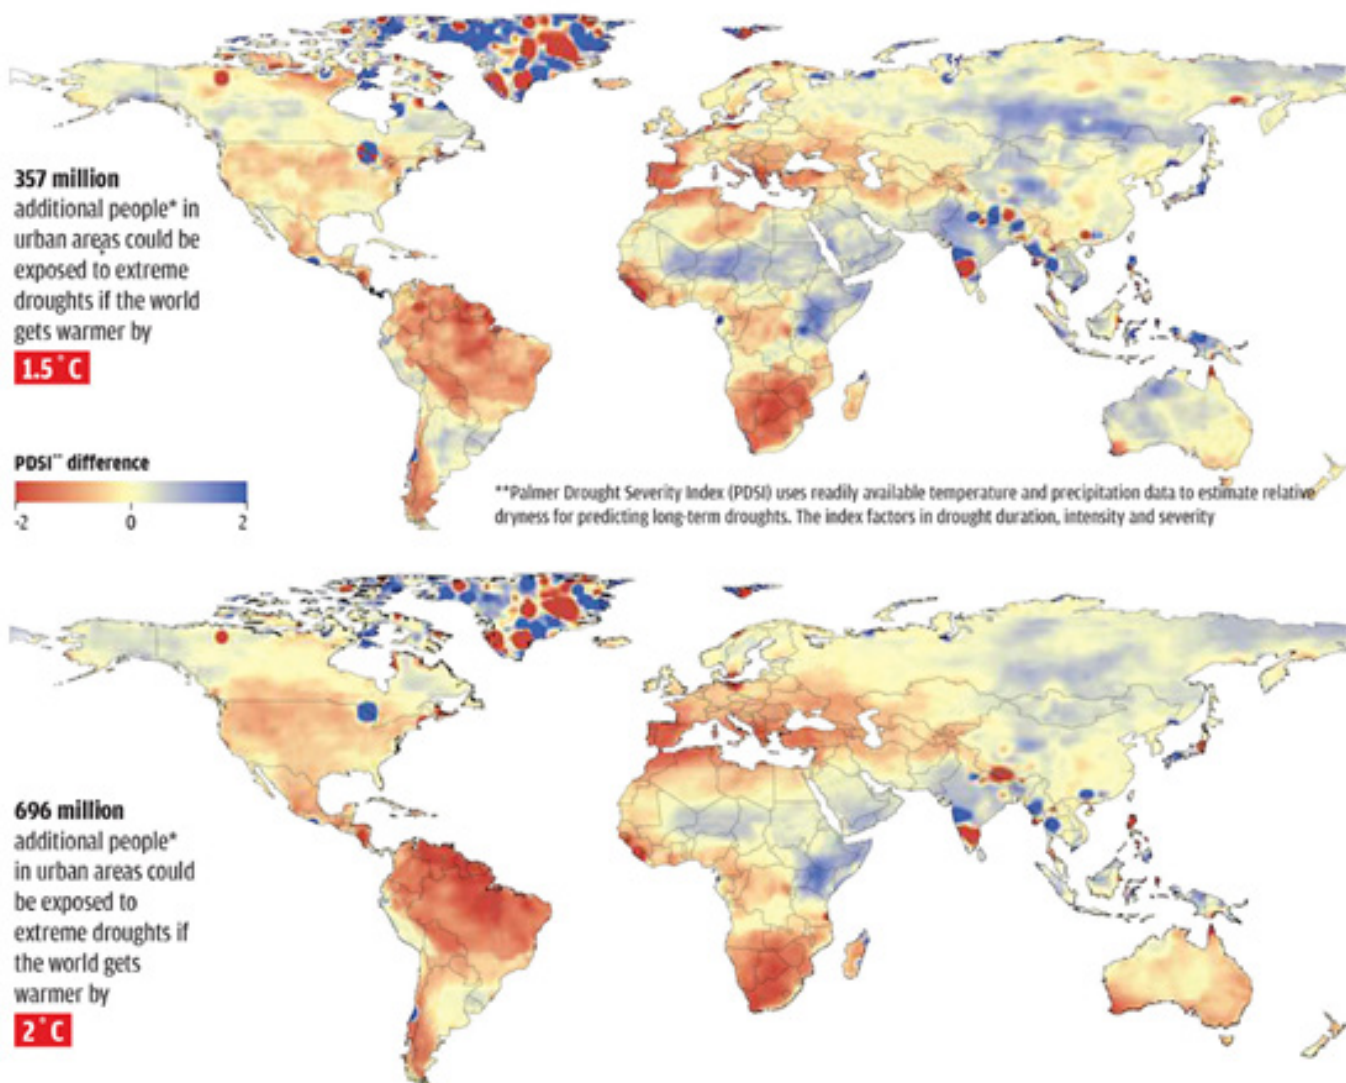 357 million
additional people* in
urban areas could be
exposed to extreme
droughts if the world
gets warmer by
1.5°C
PDSI** difference
-2 0 2
**Palmer Drought Severity Index (PDSI) uses readily available temperature and precipitation data to estimate relative
dryness for predicting long-term droughts. The index factors in drought duration, intensity and severity
696 million
additional people*
in urban areas could
be exposed to
extreme droughts if
the world gets
warmer by
2°C